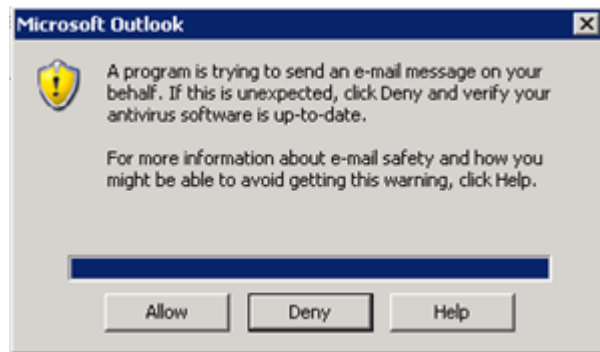 Microsoft Outlook
A program is trying to send an e-mail message on your
behalf. If this is unexpected, click Deny and verify your
antivirus software is up-to-date.
For more information about e-mail safety and how you
might be able to avoid getting this warning, click Help.
Allow Deny Help